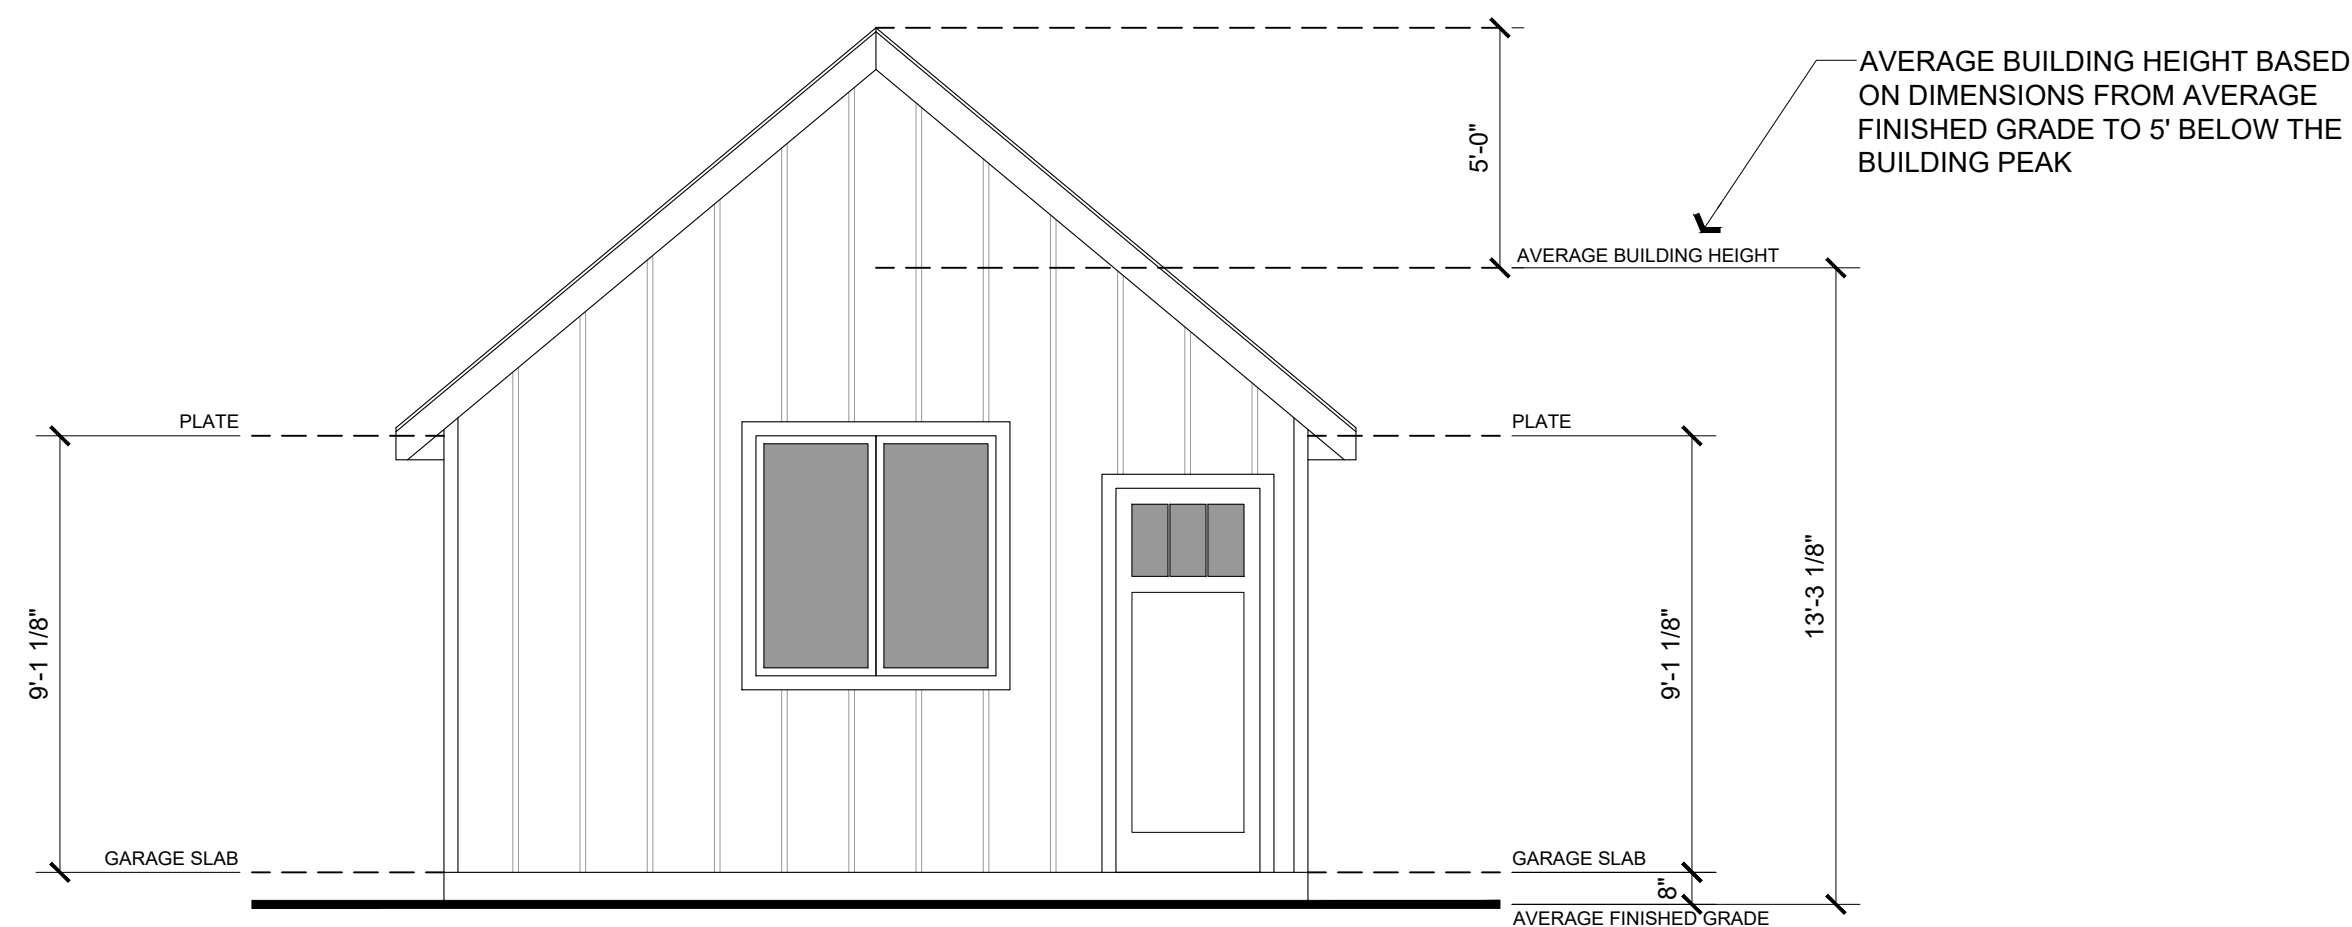 AVERAGE BUILDING HEIGHT BASED
ON DIMENSIONS FROM AVERAGE
FINISHED GRADE TO 5' BELOW THE
BUILDING PEAK
5'-0"
AVERAGE BUILDING HEIGHT
PLATE
PLATE
13'-3 1/8"
9'-1 1/8"
9'-1 1/8"
GARAGE SLAB
GARAGE SLAB
8"
AVERAGE FINISHED GRADE